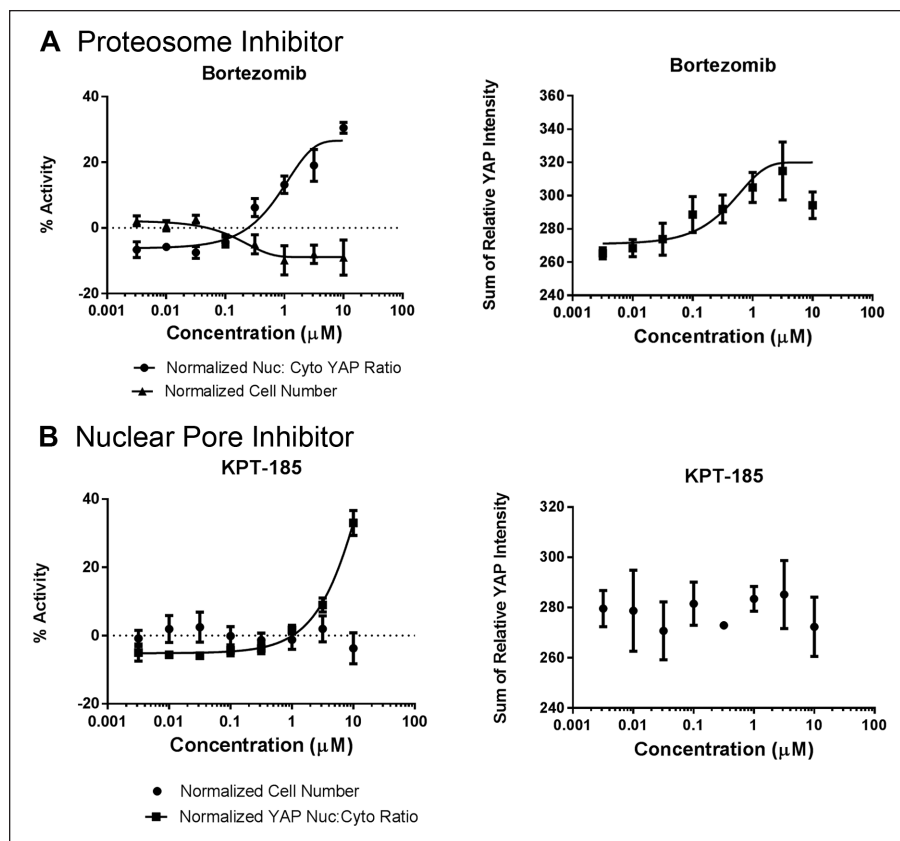 A Proteosome Inhibitor
Bortezomib
40
20
0
-20
% Activity
0.001 0.01 0.1 1 10 100
Concentration (μM)
Normalized Nuc: Cyto YAP Ratio
Normalized Cell Number
Bortezomib
360
340
320
300
280
260
240
Sum of Relative YAP Intensity
0.001 0.01 0.1 1 10 100
Concentration (μM)
B Nuclear Pore Inhibitor
KPT-185
40
20
0
-20
% Activity
0.001 0.01 0.1 1 10 100
Concentration (μM)
Normalized Cell Number
Normalized YAP Nuc:Cyto Ratio
KPT-185
320
300
280
260
240
Sum of Relative YAP Intensity
0.001 0.01 0.1 1 10 100
Concentration (μM)